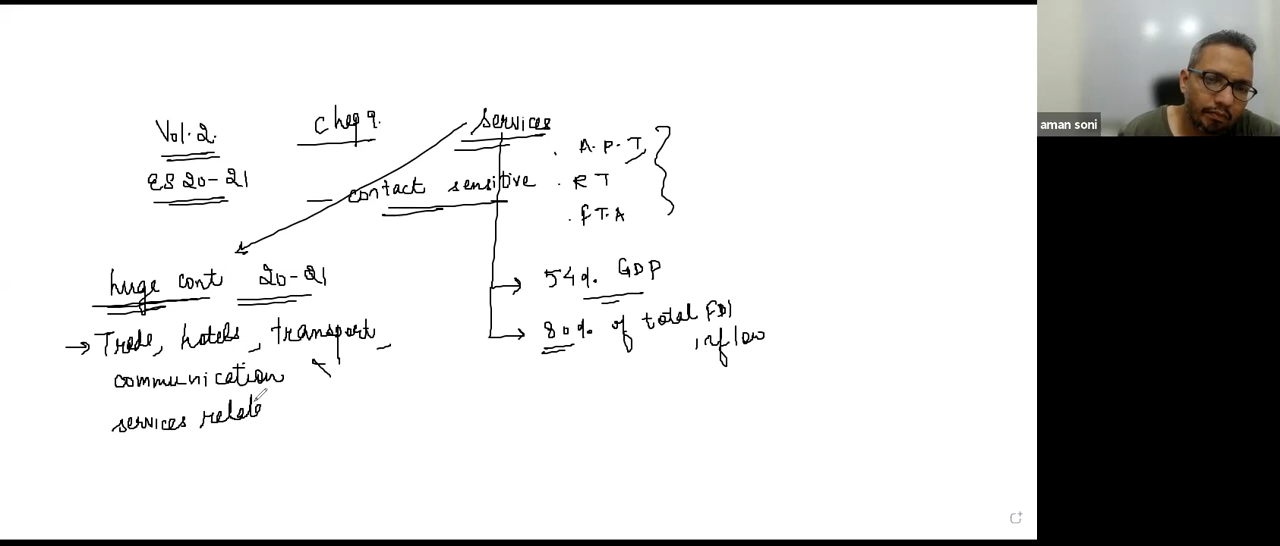 Vol. 2.
Chap 9.
services
ES 20-21
— contact sensitive
. A. P. T
. R T
. F T. A
huge cont 20-21
→ Trade, hotels, transport,
communication
services relate
→ 54% GDP
→ 80% of total FDI
inflow
aman soni